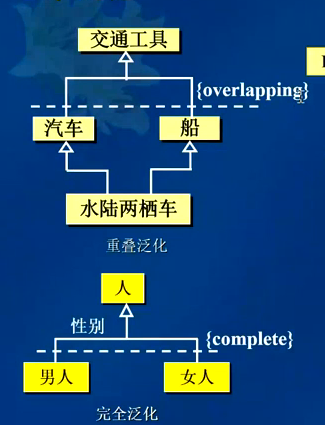 交通工具
{overlapping}
汽车
船
水陆两栖车
重叠泛化
人
性别
{complete}
男人
女人
完全泛化